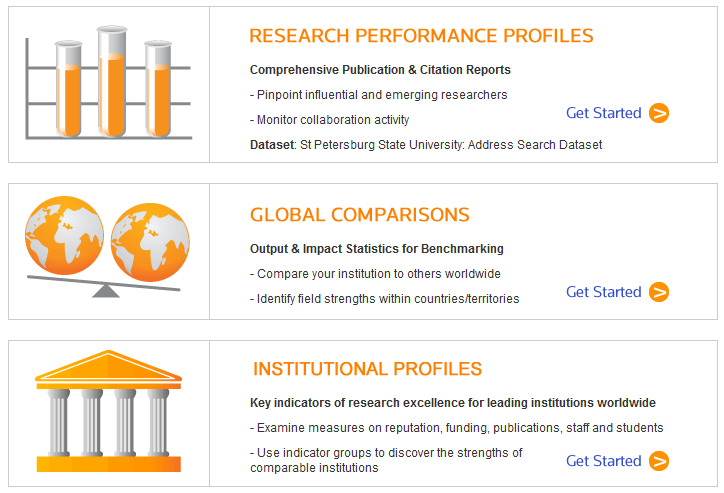 RESEARCH PERFORMANCE PROFILES
Comprehensive Publication & Citation Reports
- Pinpoint influential and emerging researchers
- Monitor collaboration activity
Get Started
Dataset: St Petersburg State University: Address Search Dataset
GLOBAL COMPARISONS
Output & Impact Statistics for Benchmarking
- Compare your institution to others worldwide
- Identify field strengths within countries/territories
Get Started
INSTITUTIONAL PROFILES
Key indicators of research excellence for leading institutions worldwide
- Examine measures on reputation, funding, publications, staff and students
- Use indicator groups to discover the strengths of
comparable institutions
Get Started